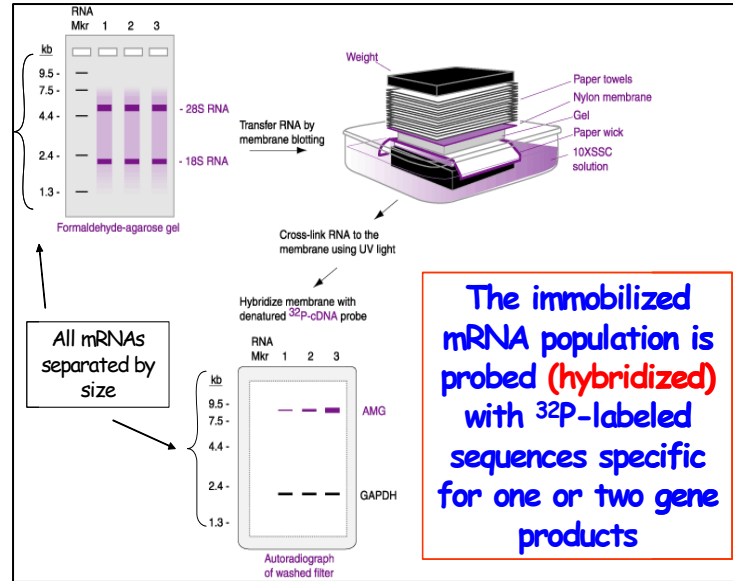 RNA
Mkr 1 2 3
kb
9.5 -
7.5 -
4.4 -
2.4 -
1.3 -
- 28S RNA
- 18S RNA
Formaldehyde-agarose gel
Transfer RNA by
membrane blotting
Weight
Paper towels
Nylon membrane
Gel
Paper wick
10XSSC
solution
Cross-link RNA to the
membrane using UV light
Hybridize membrane with
denatured ³²P-cDNA probe
All mRNAs
separated by
size
RNA
Mkr 1 2 3
kb
9.5 -
7.5 -
4.4 -
2.4 -
1.3 -
AMG
GAPDH
Autoradiograph
of washed filter
The immobilized
mRNA population is
probed (hybridized)
with ³²P-labeled
sequences specific
for one or two gene
products